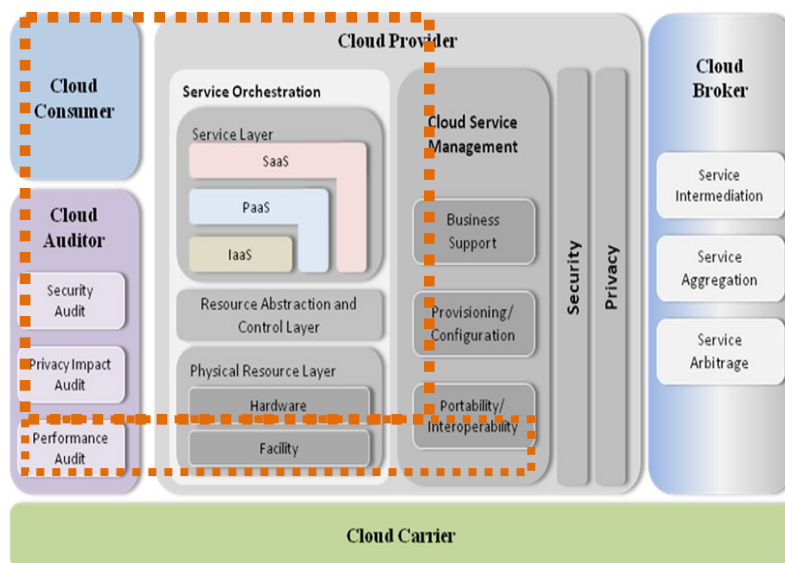 Cloud Provider
Cloud
Consumer
Cloud
Auditor
Security
Audit
Privacy Impact
Audit
Performance
Audit
Service Orchestration
Service Layer
SaaS
PaaS
IaaS
Resource Abstraction and
Control Layer
Physical Resource Layer
Hardware
Facility
Cloud Service
Management
Business
Support
Provisioning/
Configuration
Portability/
Interoperability
Security
Privacy
Cloud
Broker
Service
Intermediation
Service
Aggregation
Service
Arbitrage
Cloud Carrier